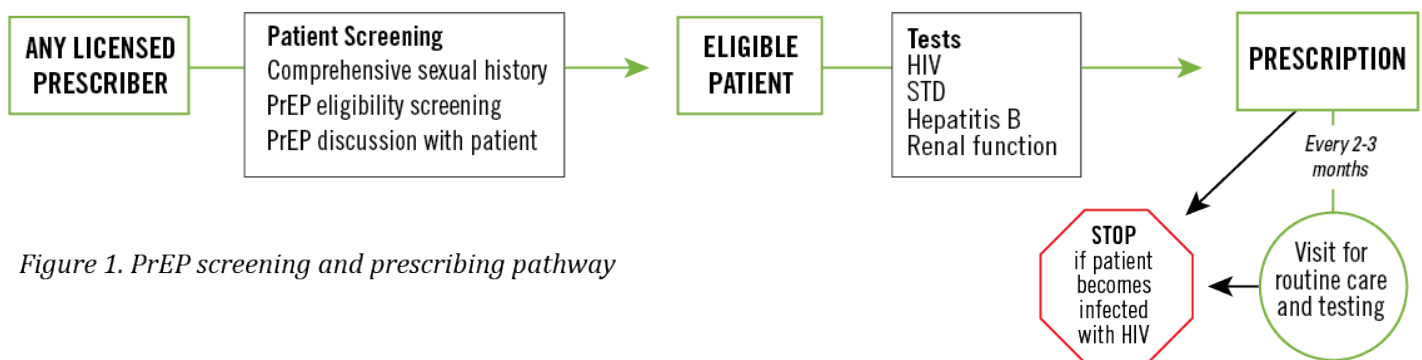 ANY LICENSED
PRESCRIBER
Patient Screening
Comprehensive sexual history
PrEP eligibility screening
PrEP discussion with patient
ELIGIBLE
PATIENT
Tests
HIV
STD
Hepatitis B
Renal function
PRESCRIPTION
Every 2-3
months
STOP
if patient
becomes
infected
with HIV
Visit for
routine care
and testing
Figure 1. PrEP screening and prescribing pathway